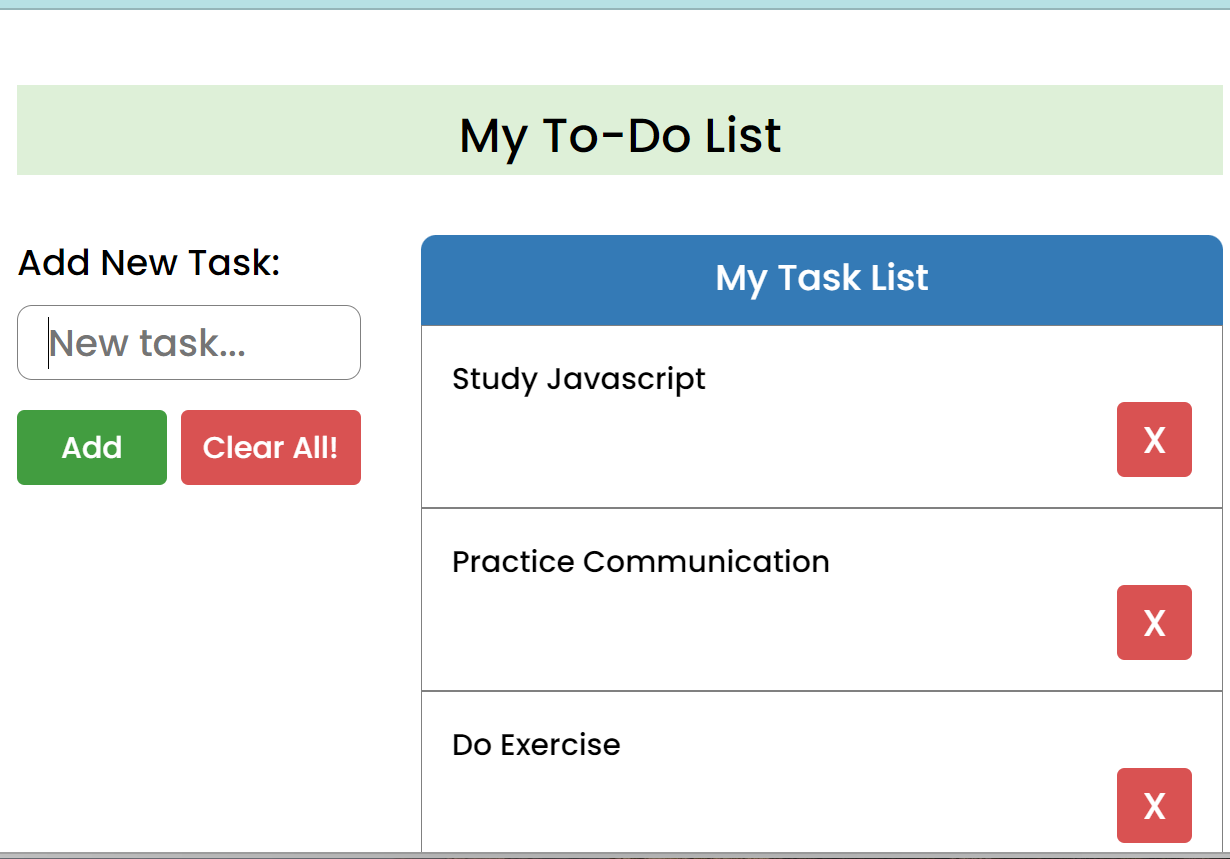 My To-Do List
Add New Task:
New task...
Add
Clear All!
My Task List
Study Javascript
X
Practice Communication
X
Do Exercise
X